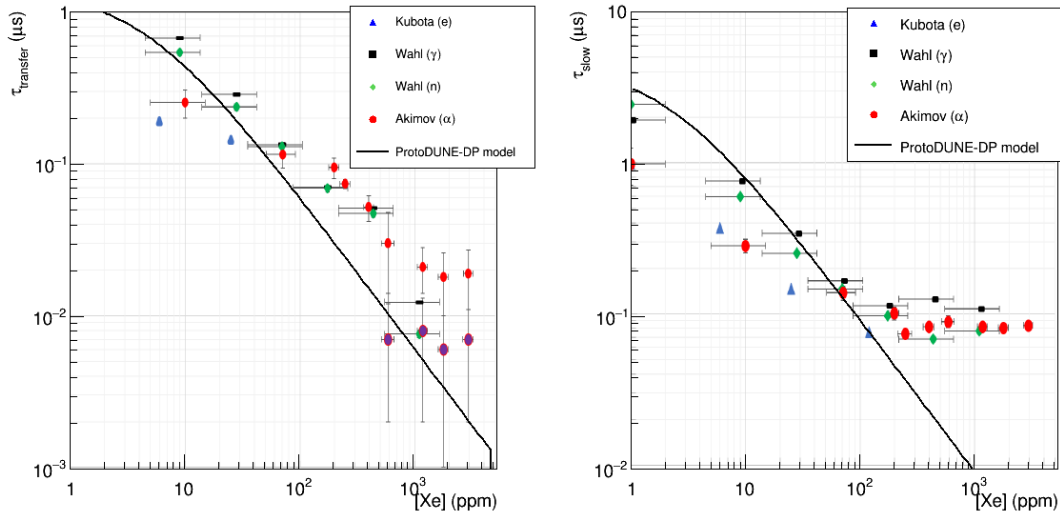 τtransfer (μs)
1
10⁻¹
10⁻²
10⁻³
1
10
10²
10³
[Xe] (ppm)
Kubota (e)
Wahl (γ)
Wahl (n)
Akimov (α)
ProtoDUNE-DP model
τslow (μs)
10
1
10⁻¹
10⁻²
1
10
10²
10³
[Xe] (ppm)
Kubota (e)
Wahl (γ)
Wahl (n)
Akimov (α)
ProtoDUNE-DP model